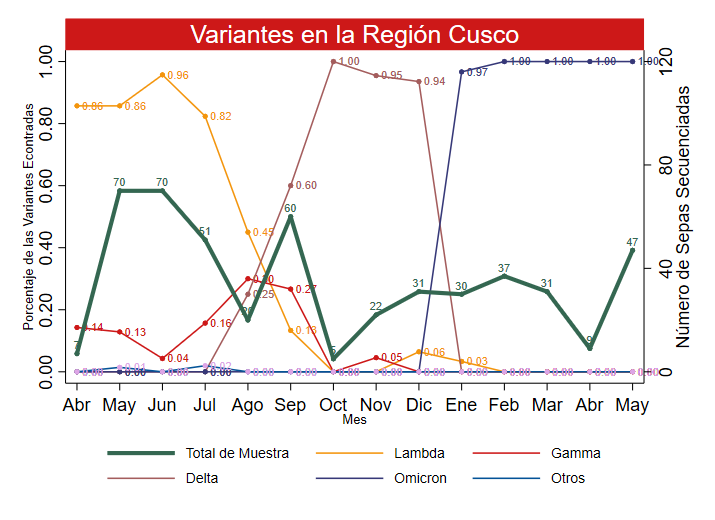 Variantes en la Región Cusco
Porcentaje de las Variantes Econtradas
1.00
0.80
0.60
0.40
0.20
0.00
Número de Sepas Secuenciadas
120
80
40
0
0.86 0.86 0.96 0.82 0.45 0.13 0.06 0.03
0.14 0.13 0.04 0.16 0.30 0.27 0.05
0.25 0.60 1.00 0.95 0.94
0.97 1.00 1.00 1.00 1.00
7 70 70 51 60 5 22 31 30 37 31 9 47
Abr May Jun Jul Ago Sep Oct Nov Dic Ene Feb Mar Abr May
Mes
Total de Muestra Lambda Gamma
Delta Omicron Otros